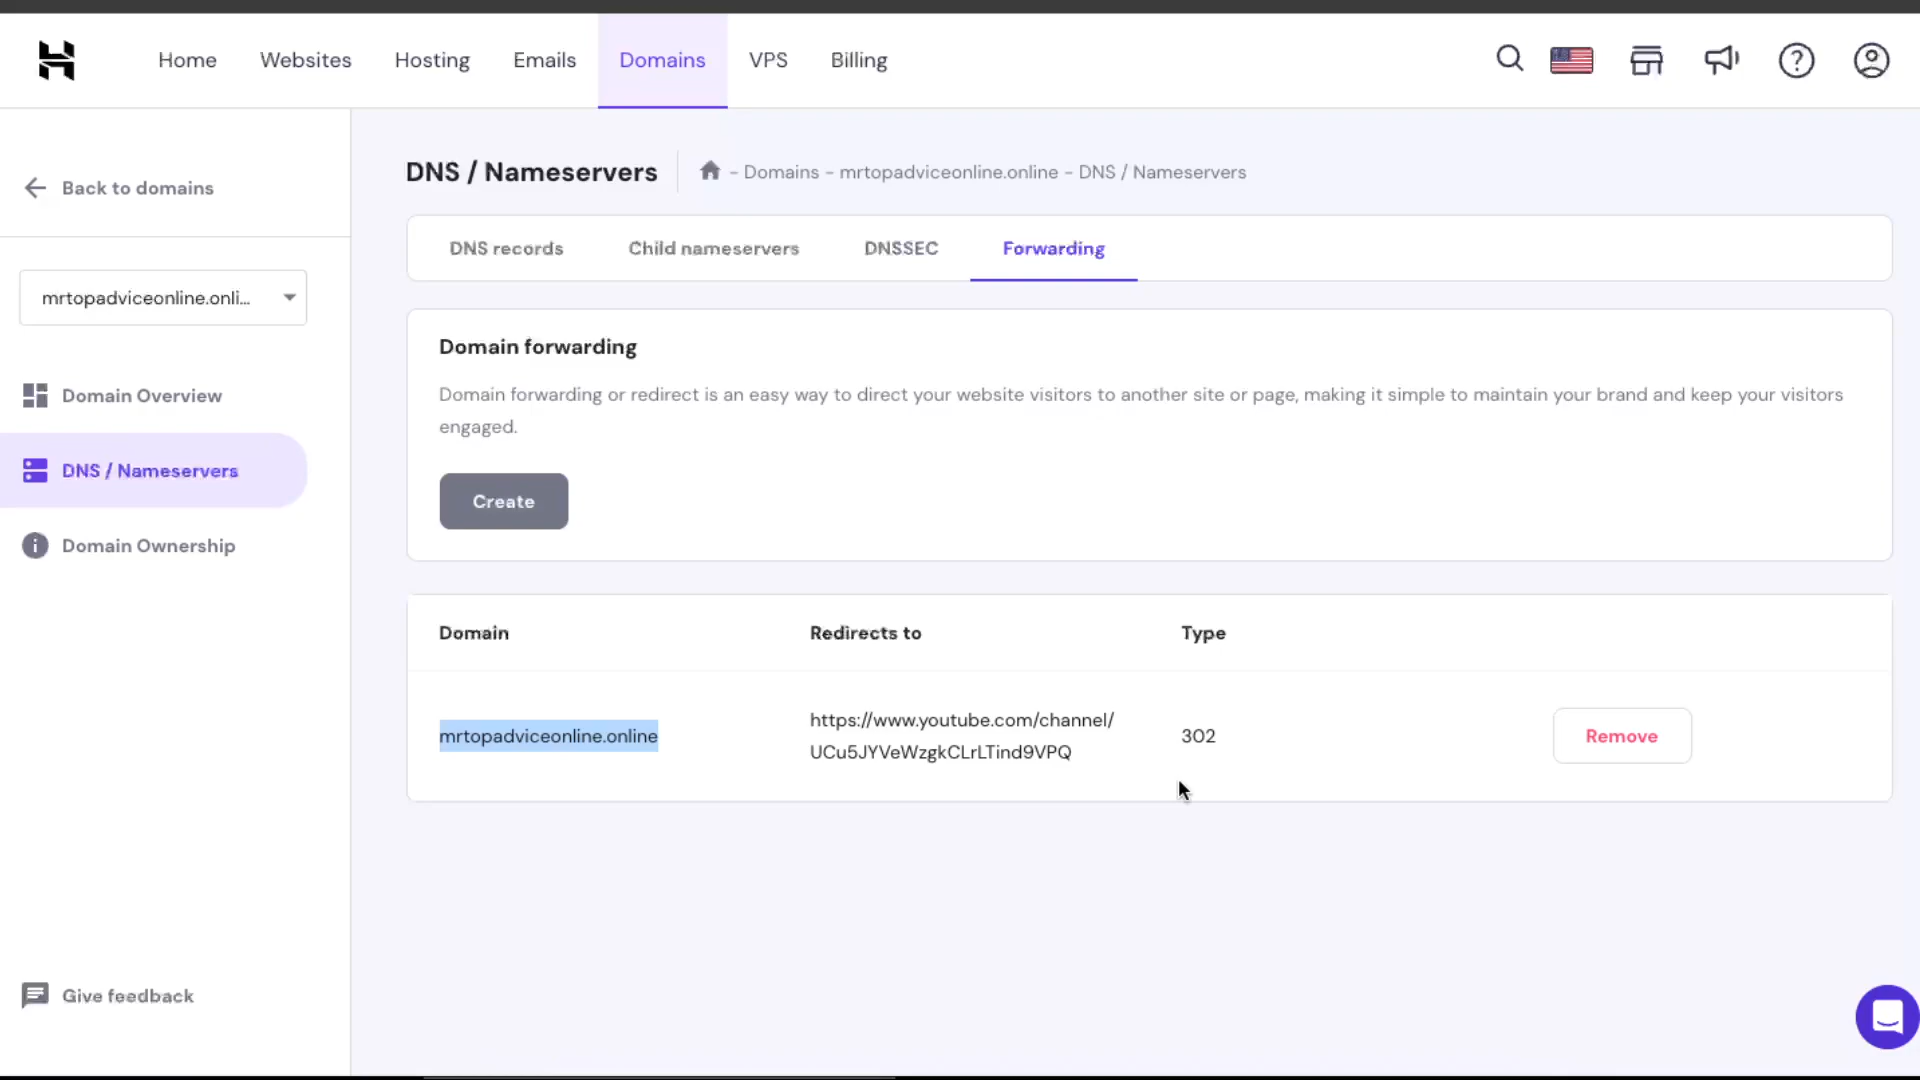 Home Websites Hosting Emails Domains VPS Billing
Back to domains
mrtopadviceonline.onli...
Domain Overview
DNS / Nameservers
Domain Ownership
Give feedback
DNS / Nameservers - Domains - mrtopadviceonline.online - DNS / Nameservers
DNS records Child nameservers DNSSEC Forwarding
Domain forwarding
Domain forwarding or redirect is an easy way to direct your website visitors to another site or page, making it simple to maintain your brand and keep your visitors
engaged.
Create
Domain Redirects to Type
mrtopadviceonline.online https://www.youtube.com/channel/
UCu5JYVeWzgkCLrLTind9VPQ 302 Remove